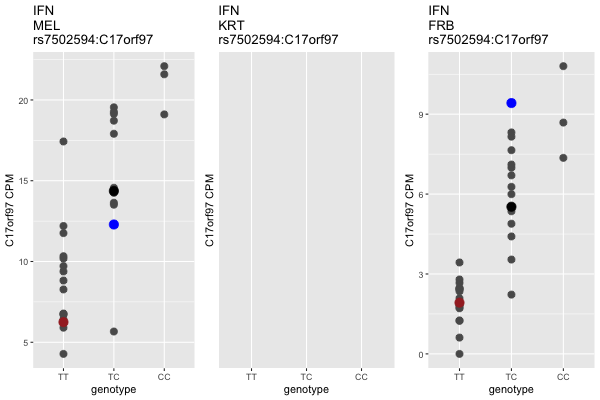 IFN
MEL
rs7502594:C17orf97
C17orf97 CPM
20
15
10
5
TT
TC
CC
genotype
IFN
KRT
rs7502594:C17orf97
C17orf97 CPM
TT
TC
CC
genotype
IFN
FRB
rs7502594:C17orf97
C17orf97 CPM
9
6
3
0
TT
TC
CC
genotype